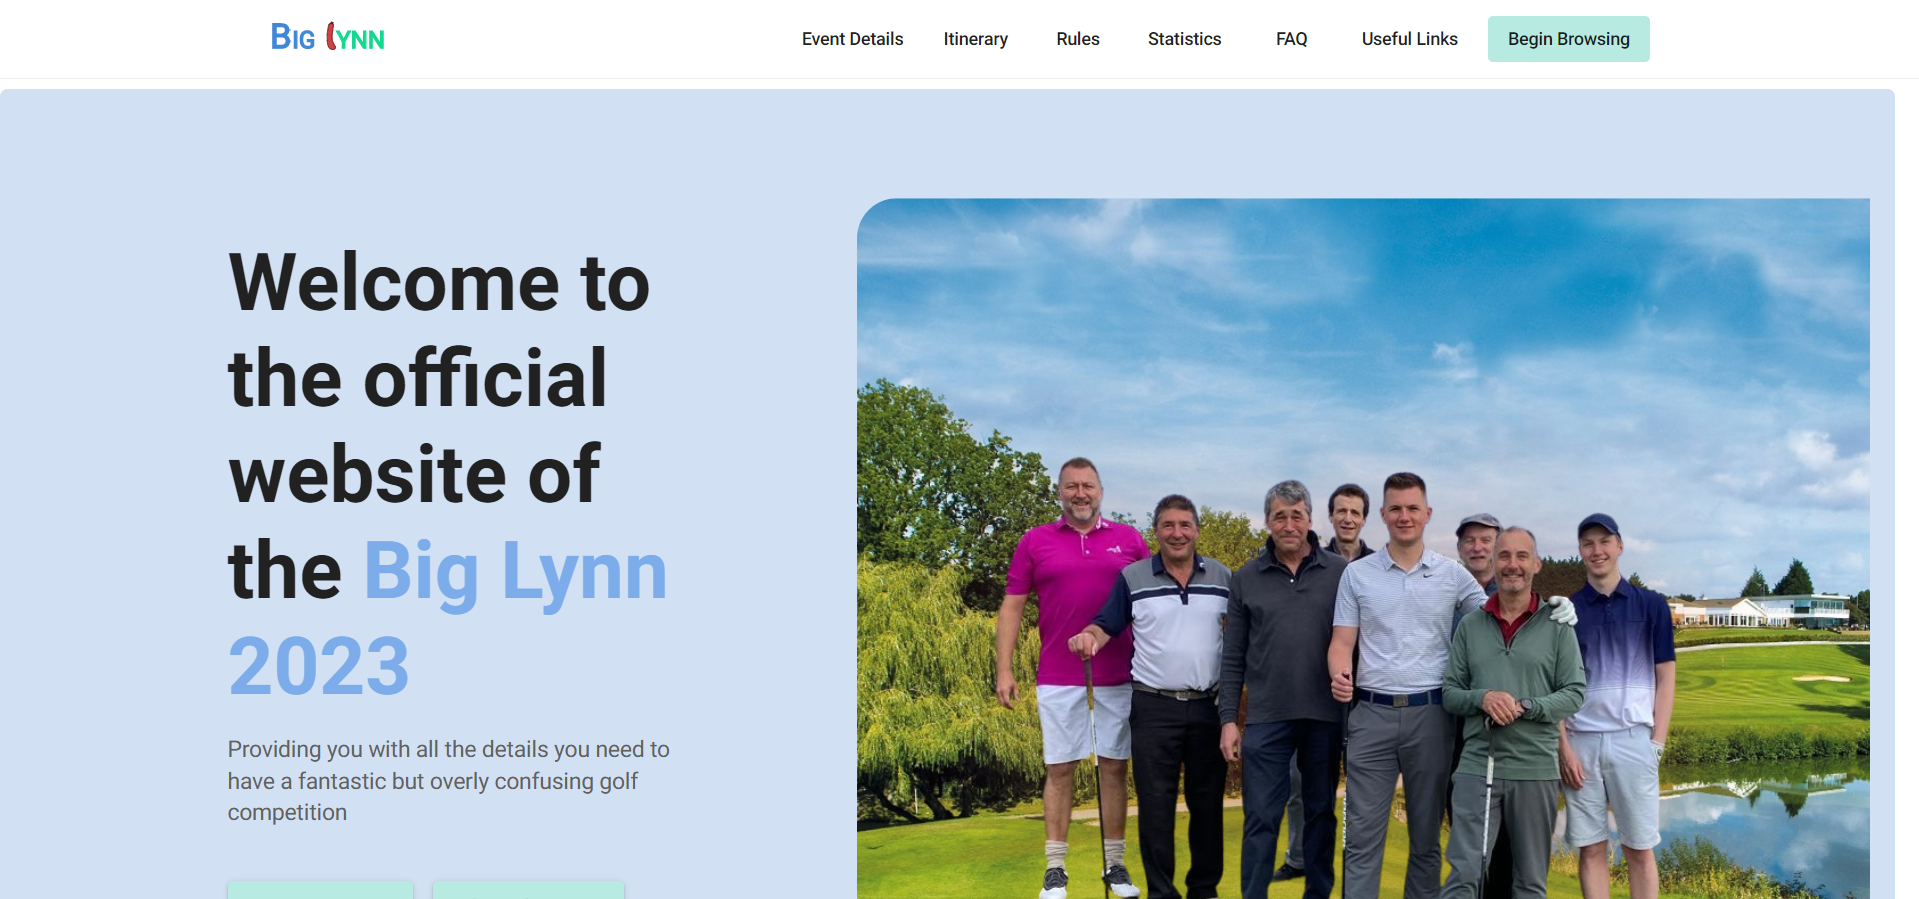 Big Lynn
Event Details
Itinerary
Rules
Statistics
FAQ
Useful Links
Begin Browsing
Welcome to
the official
website of
the Big Lynn
2023
Providing you with all the details you need to
have a fantastic but overly confusing golf
competition